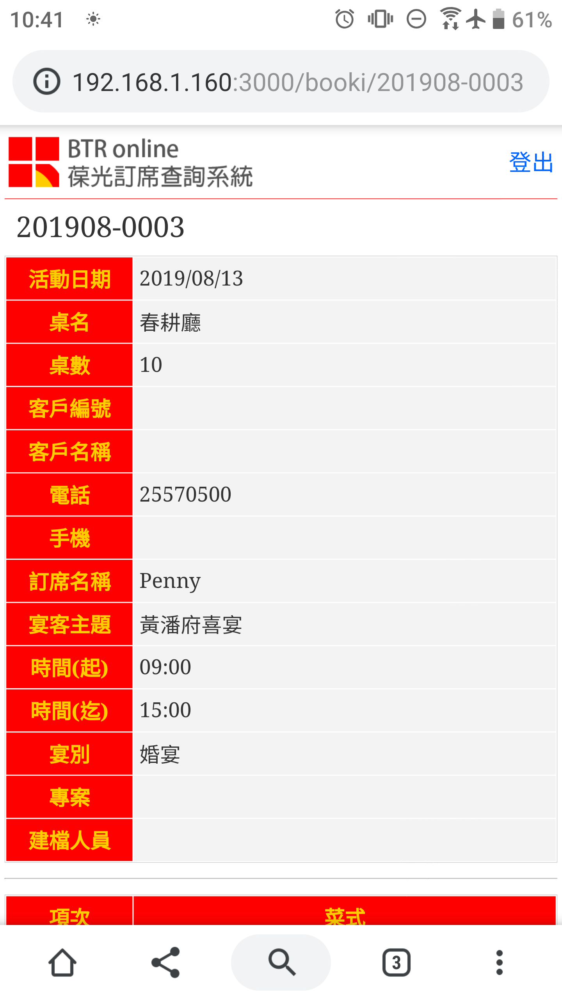 10:41
61%
192.168.1.160:3000/booki/201908-0003
BTR online
葆光訂席查詢系統
登出
201908-0003
活動日期 2019/08/13
桌名 春耕廳
桌數 10
客戶編號
客戶名稱
電話 25570500
手機
訂席名稱 Penny
宴客主題 黃潘府喜宴
時間(起) 09:00
時間(迄) 15:00
宴別 婚宴
專案
建檔人員
項次 菜式
3